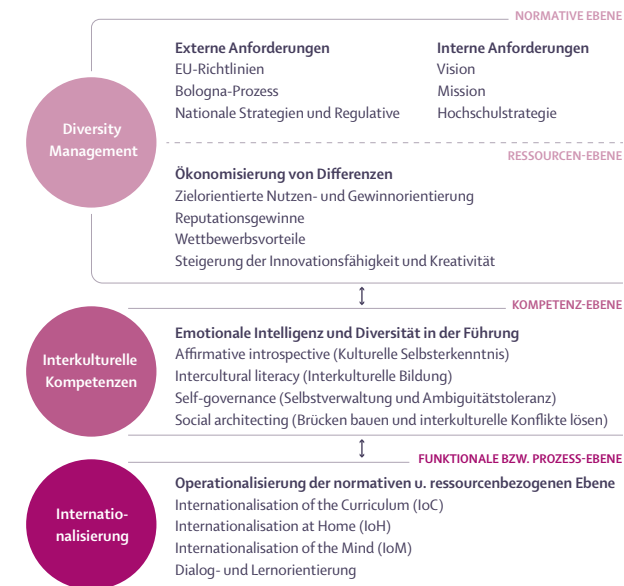 NORMATIVE EBENE
Externe Anforderungen
EU-Richtlinien
Bologna-Prozess
Nationale Strategien und Regulative
Interne Anforderungen
Vision
Mission
Hochschulstrategie
Diversity
Management
RESSOURCEN-EBENE
Ökonomisierung von Differenzen
Zielorientierte Nutzen- und Gewinnorientierung
Reputationsgewinne
Wettbewerbsvorteile
Steigerung der Innovationsfähigkeit und Kreativität
KOMPETENZ-EBENE
Interkulturelle
Kompetenzen
Emotionale Intelligenz und Diversität in der Führung
Affirmative introspective (Kulturelle Selbsterkenntnis)
Intercultural literacy (Interkulturelle Bildung)
Self-governance (Selbstverwaltung und Ambiguitätstoleranz)
Social architecting (Brücken bauen und interkulturelle Konflikte lösen)
FUNKTIONALE BZW. PROZESS-EBENE
Internatio-
nalisierung
Operationalisierung der normativen u. ressourcenbezogenen Ebene
Internationalisation of the Curriculum (IoC)
Internationalisation at Home (IoH)
Internationalisation of the Mind (IoM)
Dialog- und Lernorientierung